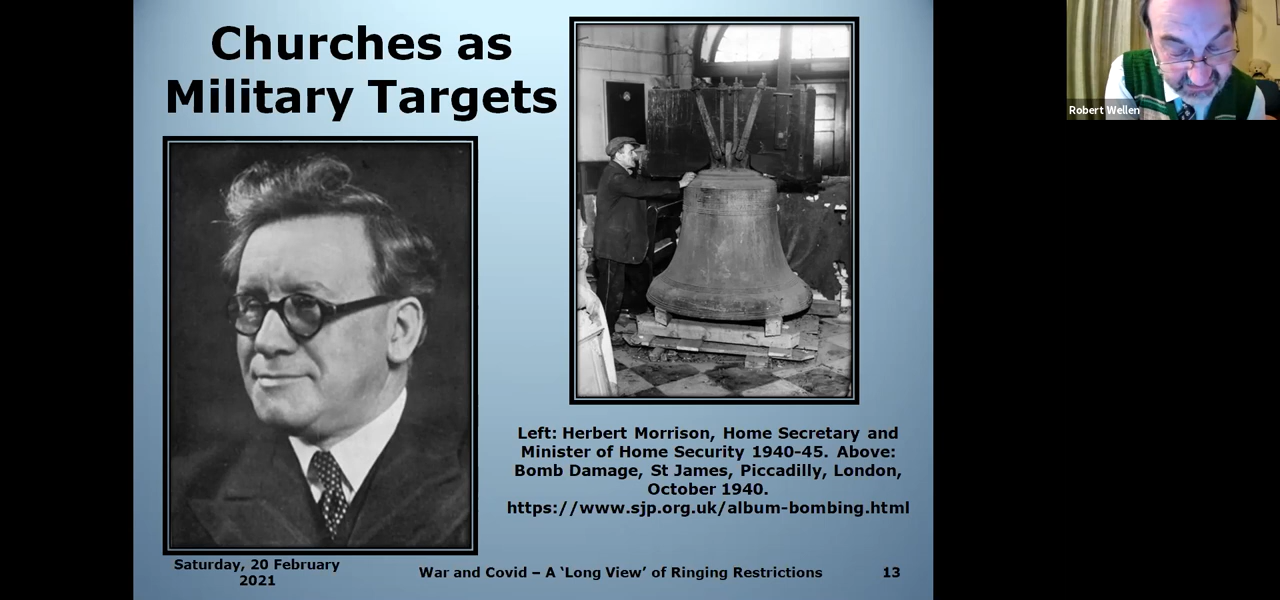 Churches as
Military Targets
Robert Wellen
Left: Herbert Morrison, Home Secretary and
Minister of Home Security 1940-45. Above:
Bomb Damage, St James, Piccadilly, London,
October 1940.
https://www.sjp.org.uk/album-bombing.html
Saturday, 20 February
2021
War and Covid – A ‘Long View’ of Ringing Restrictions
13